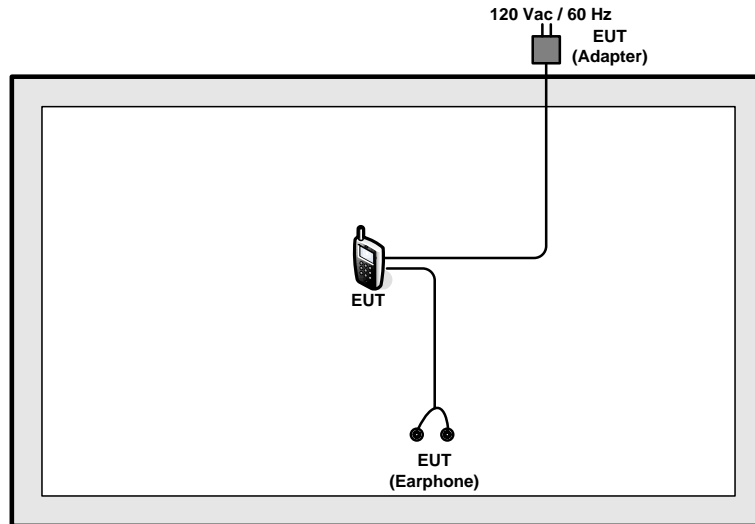 120 Vac / 60 Hz
EUT
(Adapter)
EUT
EUT
(Earphone)